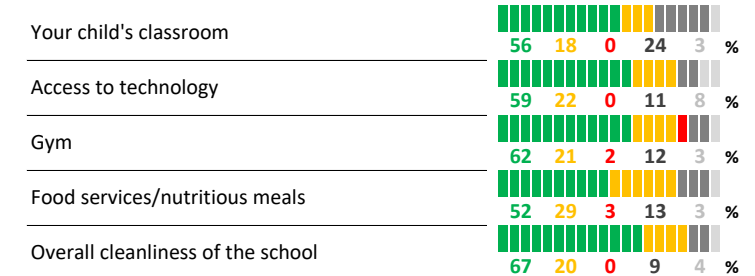 Your child's classroom
56 18 0 24 3 %
Access to technology
59 22 0 11 8 %
Gym
62 21 2 12 3 %
Food services/nutritious meals
52 29 3 13 3 %
Overall cleanliness of the school
67 20 0 9 4 %